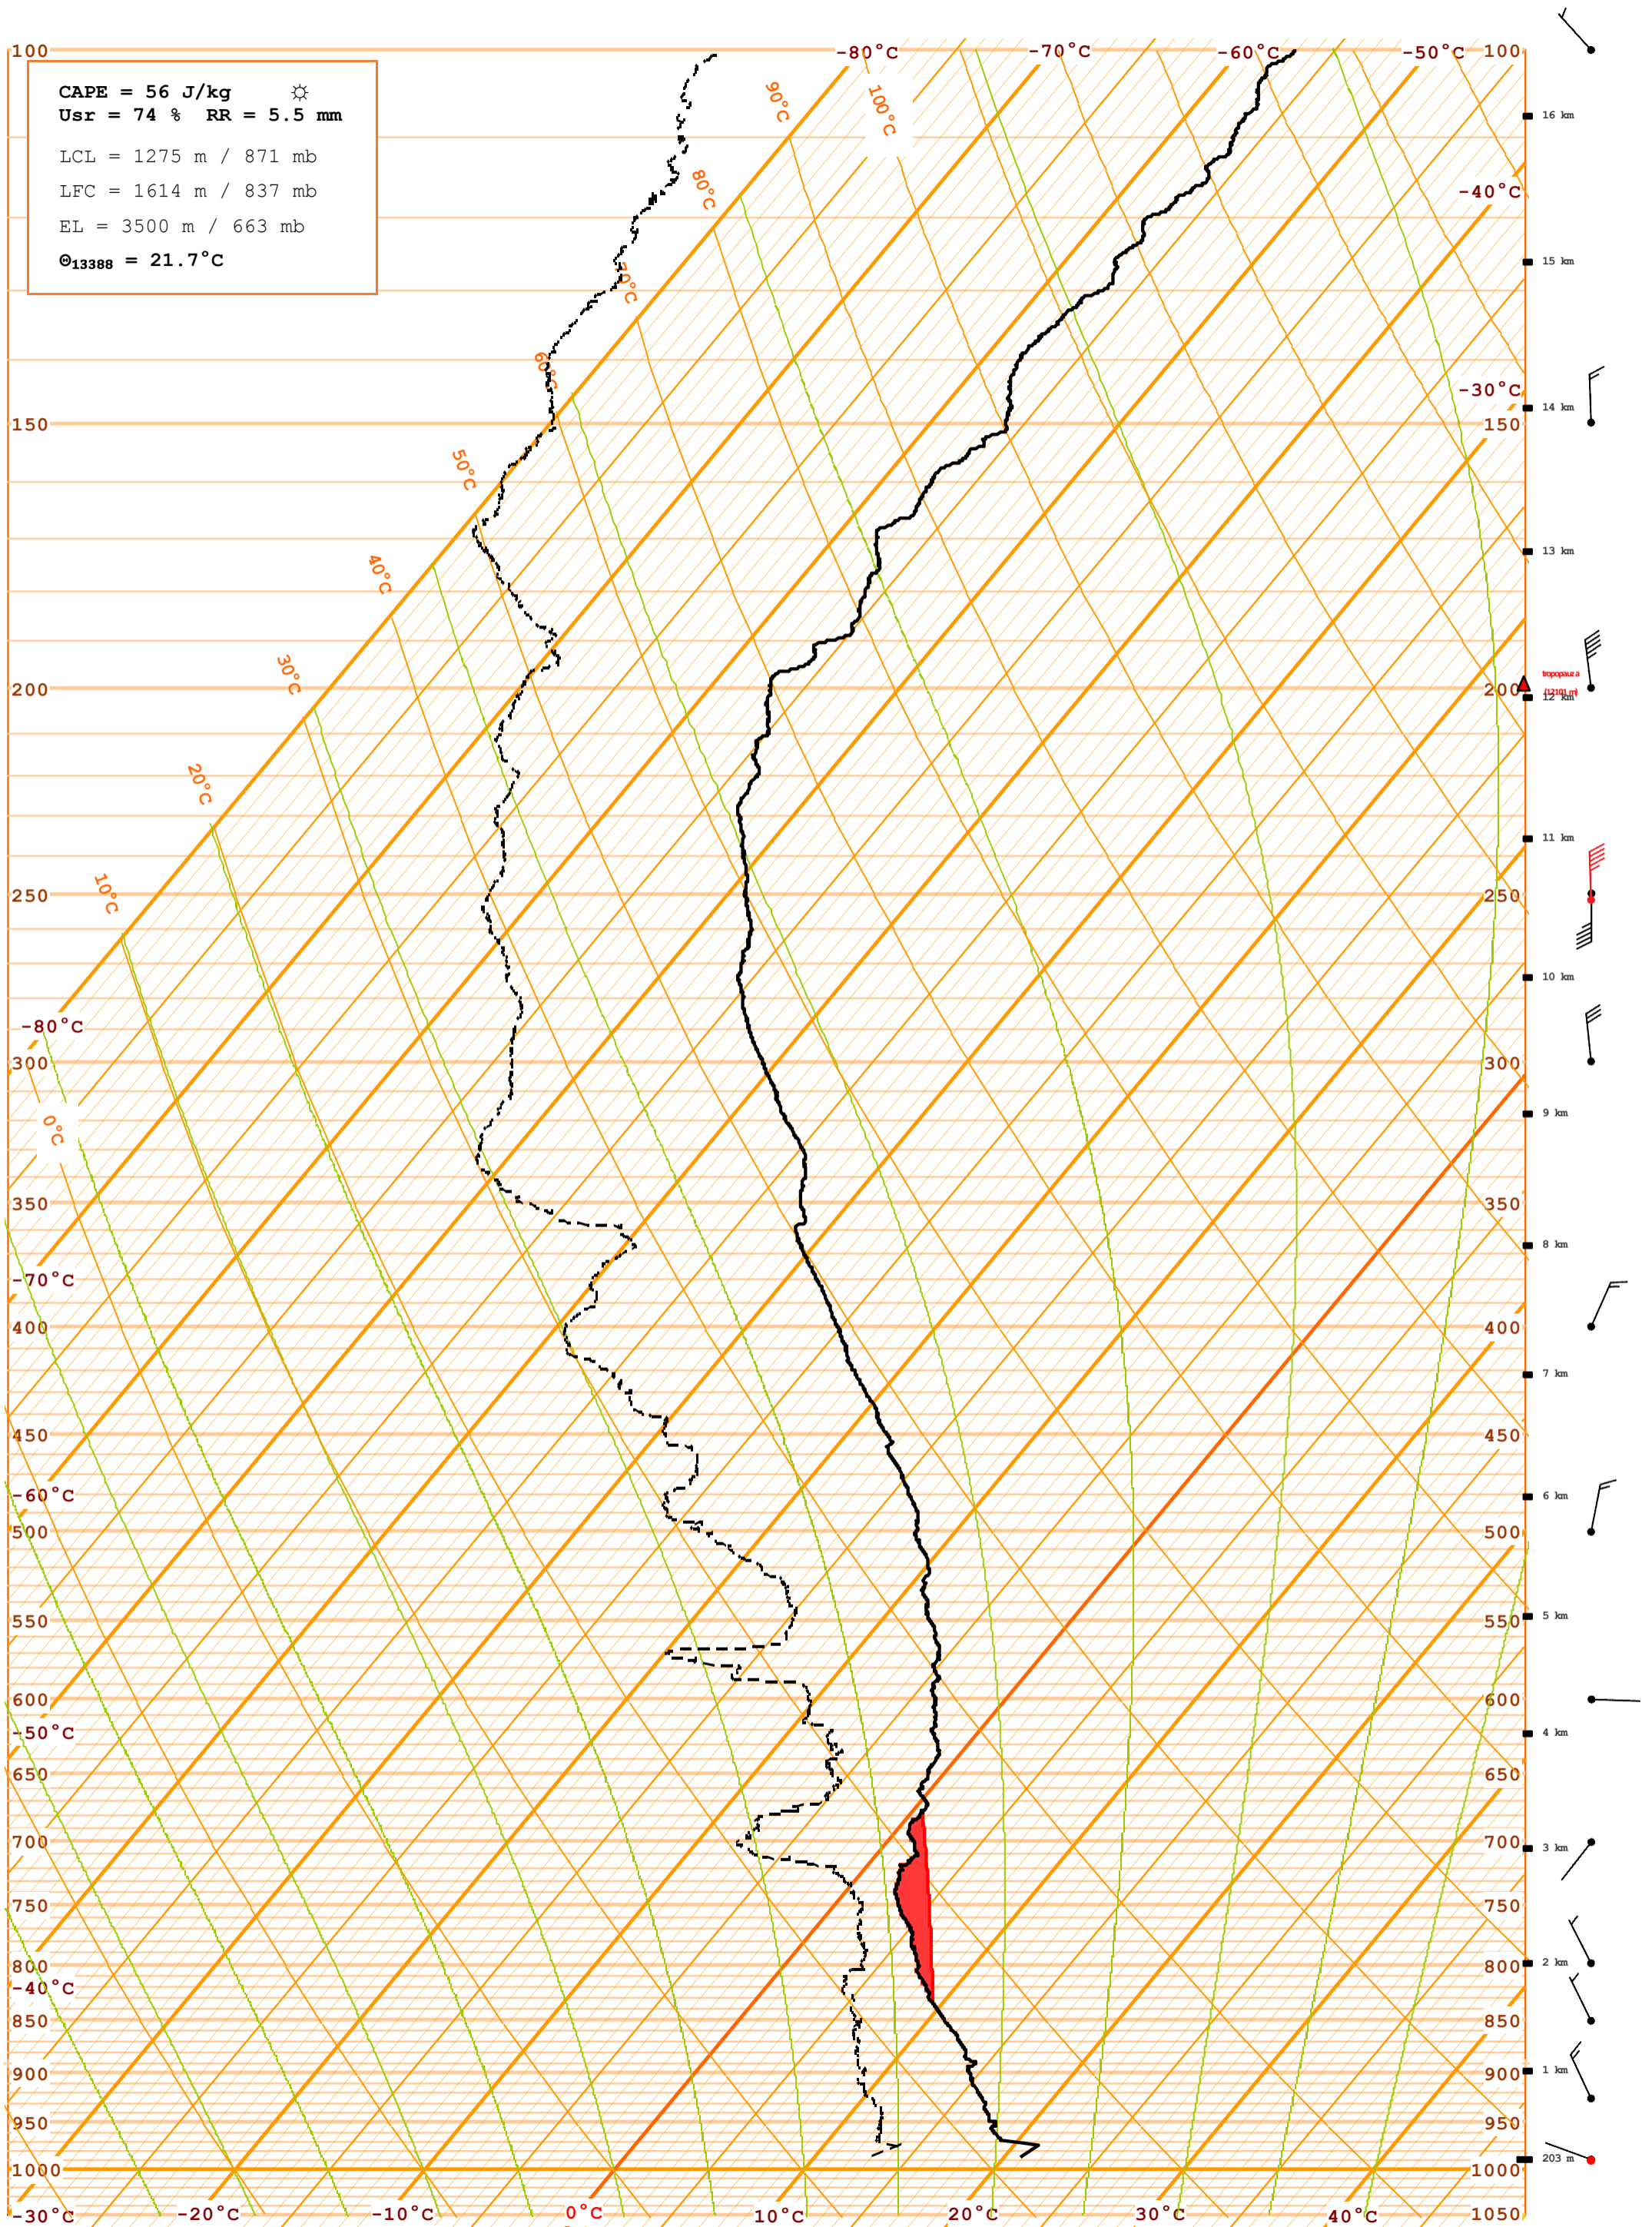 -80°C -70°C -60°C -50°C
100 100
CAPE = 56 J/kg ☼
Usr = 74 % RR = 5.5 mm
LCL = 1275 m / 871 mb
LFC = 1614 m / 837 mb
EL = 3500 m / 663 mb
Θ13388 = 21.7°C
90°C 100°C
16 km
80°C -40°C
70°C 15 km
60°C -30°C
14 km
150 150
50°C
13 km
40°C
30°C
tropopauza
200 200
(12101 m)
12 km
20°C
11 km
10°C
250 250
10 km
-80°C
300 300
0°C 9 km
350 350
8 km
-70°C
400 400
7 km
450 450
-60°C 6 km
500 500
550 550 5 km
600 600
-50°C 4 km
650 650
700 700 3 km
750 750
800 800 2 km
-40°C
850 850
900 900 1 km
950 950
203 m
1000 1000
-30°C -20°C -10°C 0°C 10°C 20°C 30°C 40°C 1050